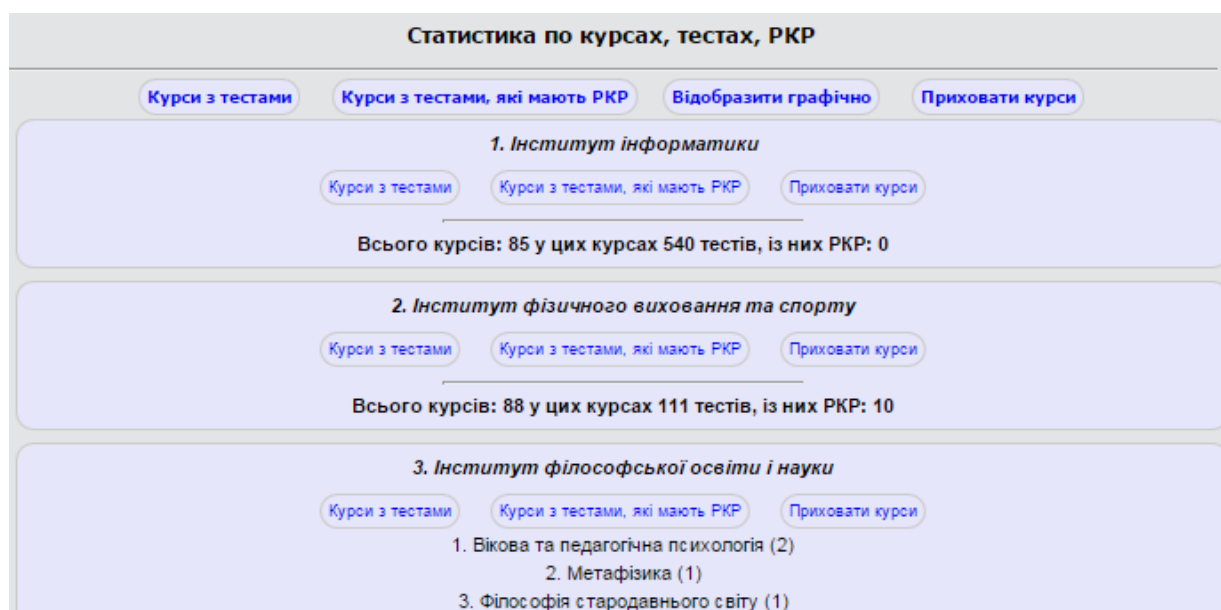 Статистика по курсах, тестах, РКР
Курси з тестами Курси з тестами, які мають РКР Відобразити графічно Приховати курси
1. Інститут інформатики
Курси з тестами Курси з тестами, які мають РКР Приховати курси
Всього курсів: 85 у цих курсах 540 тестів, із них РКР: 0
2. Інститут фізичного виховання та спорту
Курси з тестами Курси з тестами, які мають РКР Приховати курси
Всього курсів: 88 у цих курсах 111 тестів, із них РКР: 10
3. Інститут філософської освіти і науки
Курси з тестами Курси з тестами, які мають РКР Приховати курси
1. Вікова та педагогічна психологія (2)
2. Метафізика (1)
3. Філософія стародавнього світу (1)